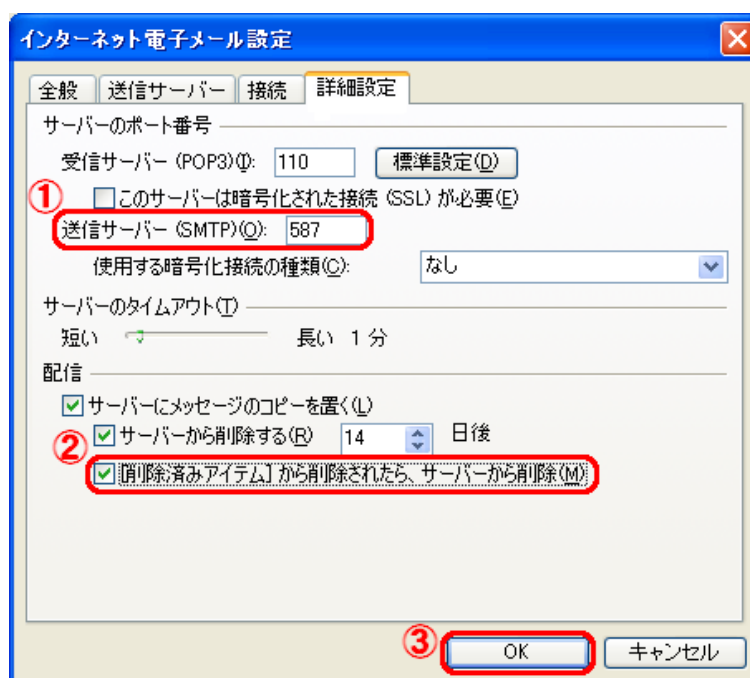 インターネット電子メール設定
全般 送信サーバー 接続 詳細設定
サーバーのポート番号
受信サーバー (POP3)(I): 110 標準設定(D)
①
このサーバーは暗号化された接続 (SSL) が必要(E)
送信サーバー (SMTP)(O): 587
使用する暗号化接続の種類(C): なし
サーバーのタイムアウト(T)
短い 長い 1 分
配信
サーバーにメッセージのコピーを置く(L)
② サーバーから削除する(R) 14 日後
[削除済みアイテム] から削除されたら、サーバーから削除(M)
③ OK キャンセル